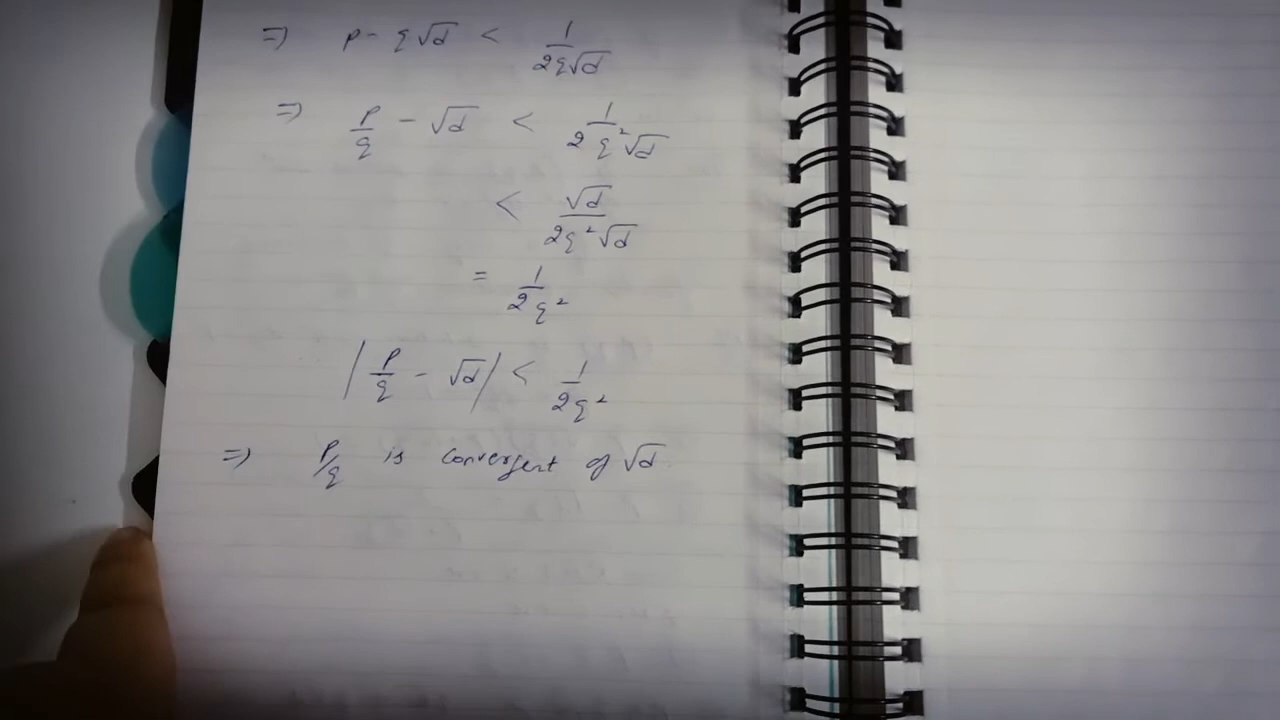 ⇒ p - q√d < 1/(2q√d)
⇒ p/q - √d < 1/(2q²√d)
< √d/(2q²√d)
= 1/(2q²)
|p/q - √d| < 1/(2q²)
⇒ p/q is convergent of √d.